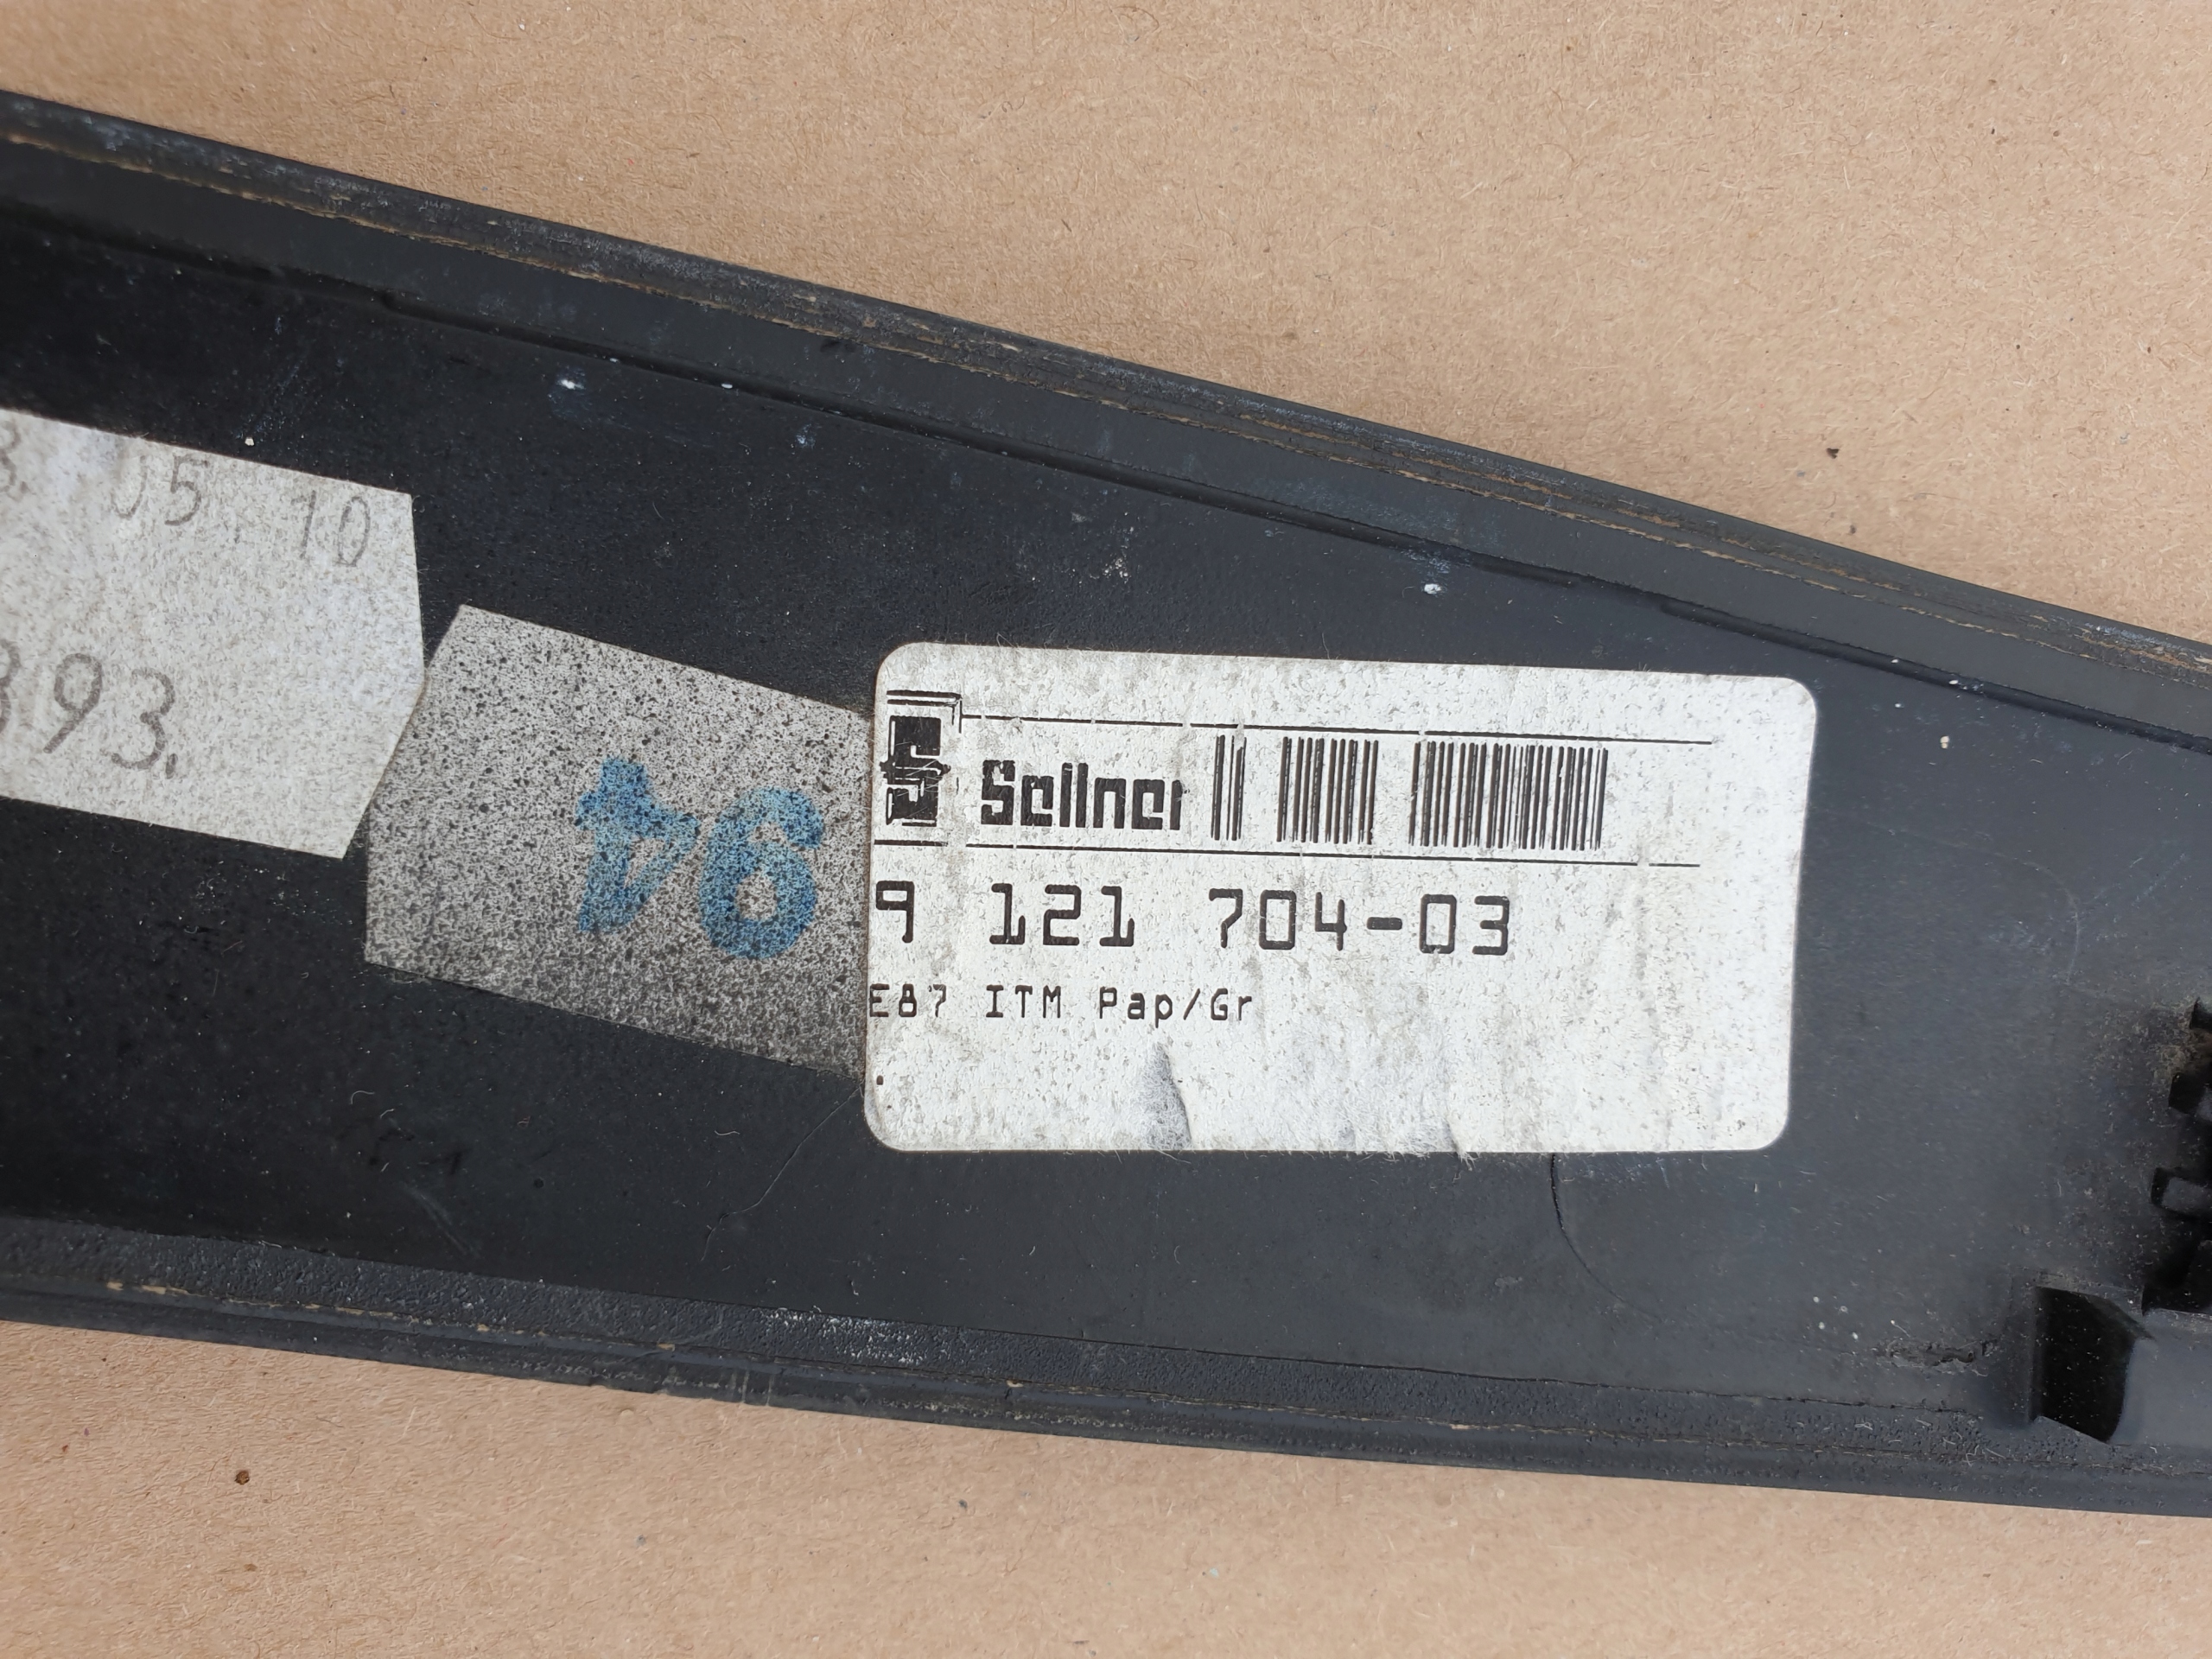 05 10
393.
94
Sellner
9 121 704-03
E87 ITM Pap/Gr